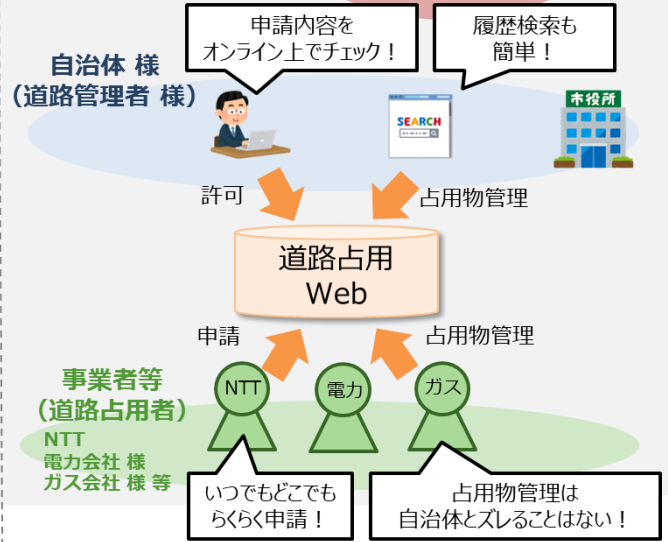 申請内容を
オンライン上でチェック！
履歴検索も
簡単！
自治体 様
（道路管理者 様）
SEARCH
市役所
許可
占用物管理
道路占用
Web
申請
占用物管理
事業者等
（道路占用者）
NTT
電力会社 様
ガス会社 様 等
NTT
電力
ガス
いつでもどこでも
らくらく申請！
占用物管理は
自治体とズレることはない！